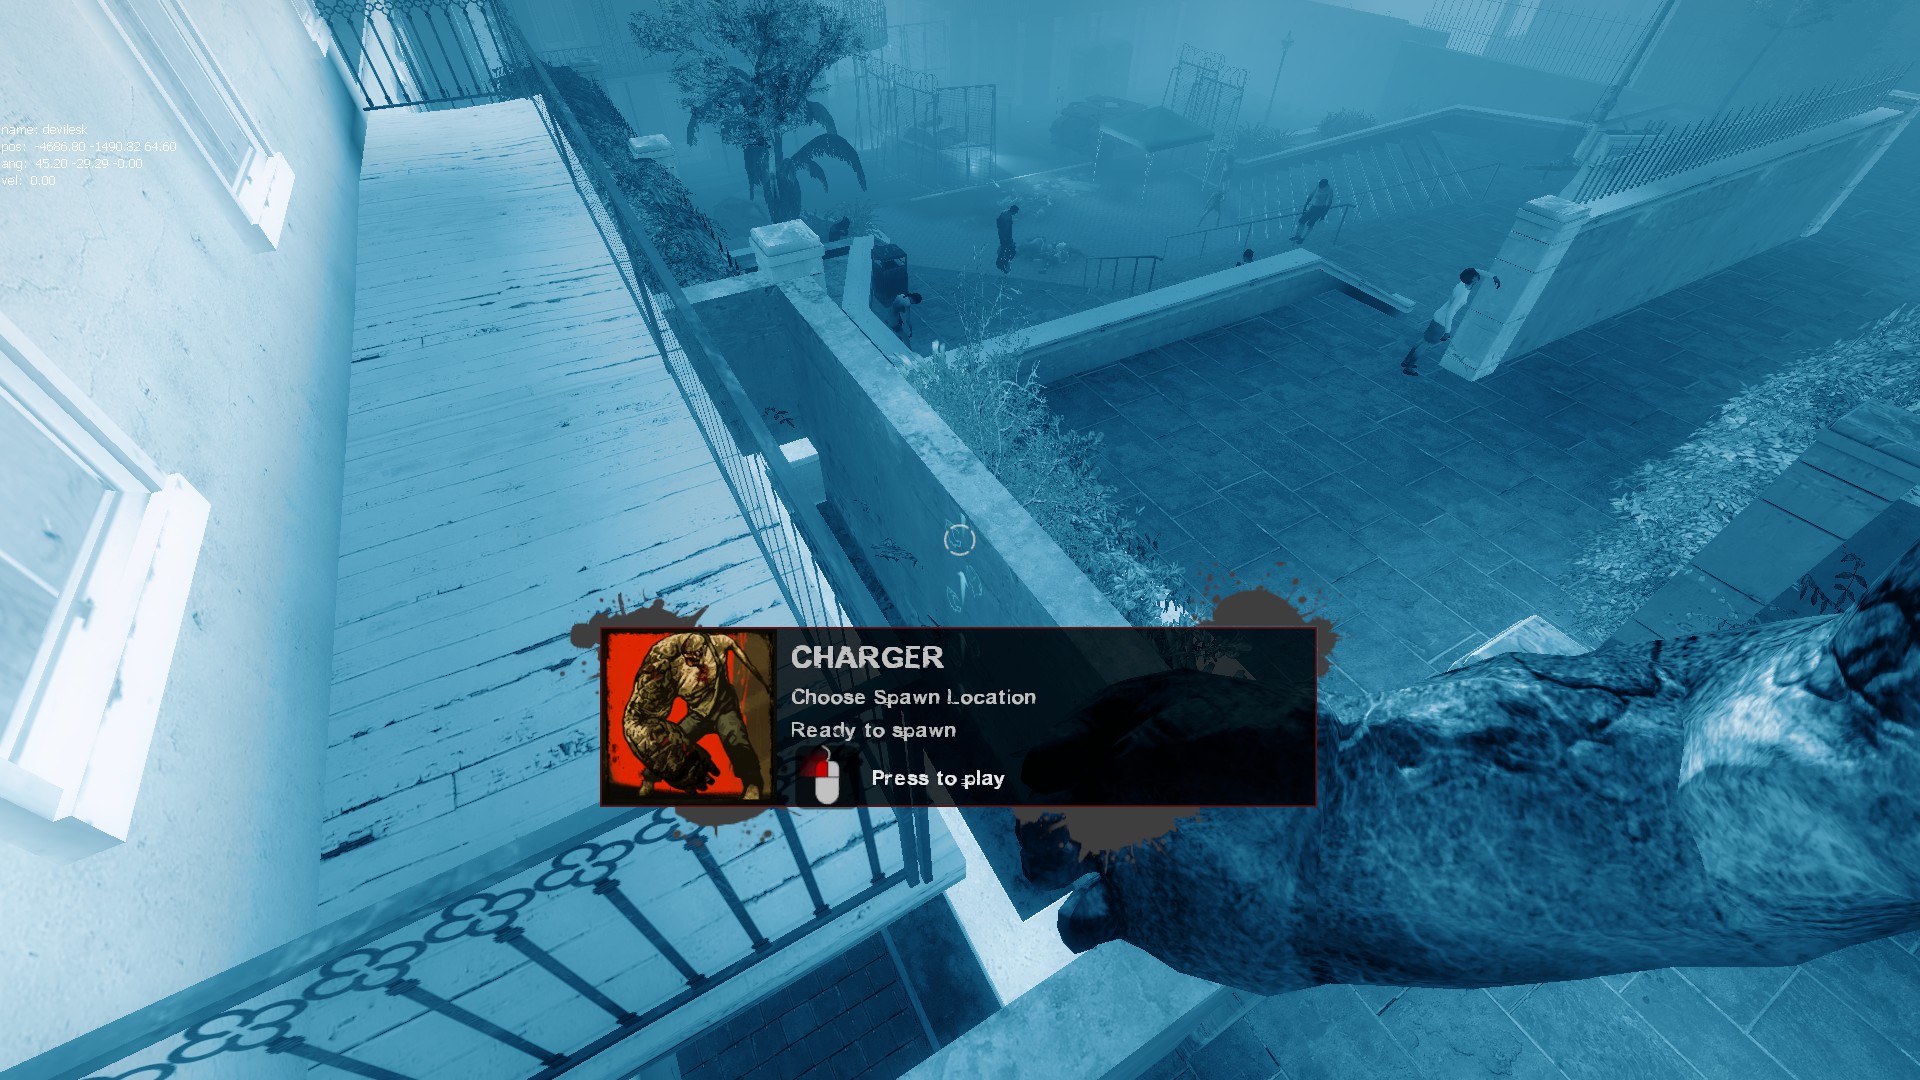 name: devilesk
pos: -4686.80 -1490.32 64.60
ang: 45.20 -29.29 -0.00
vel: 0.00
CHARGER
Choose Spawn Location
Ready to spawn
Press to play